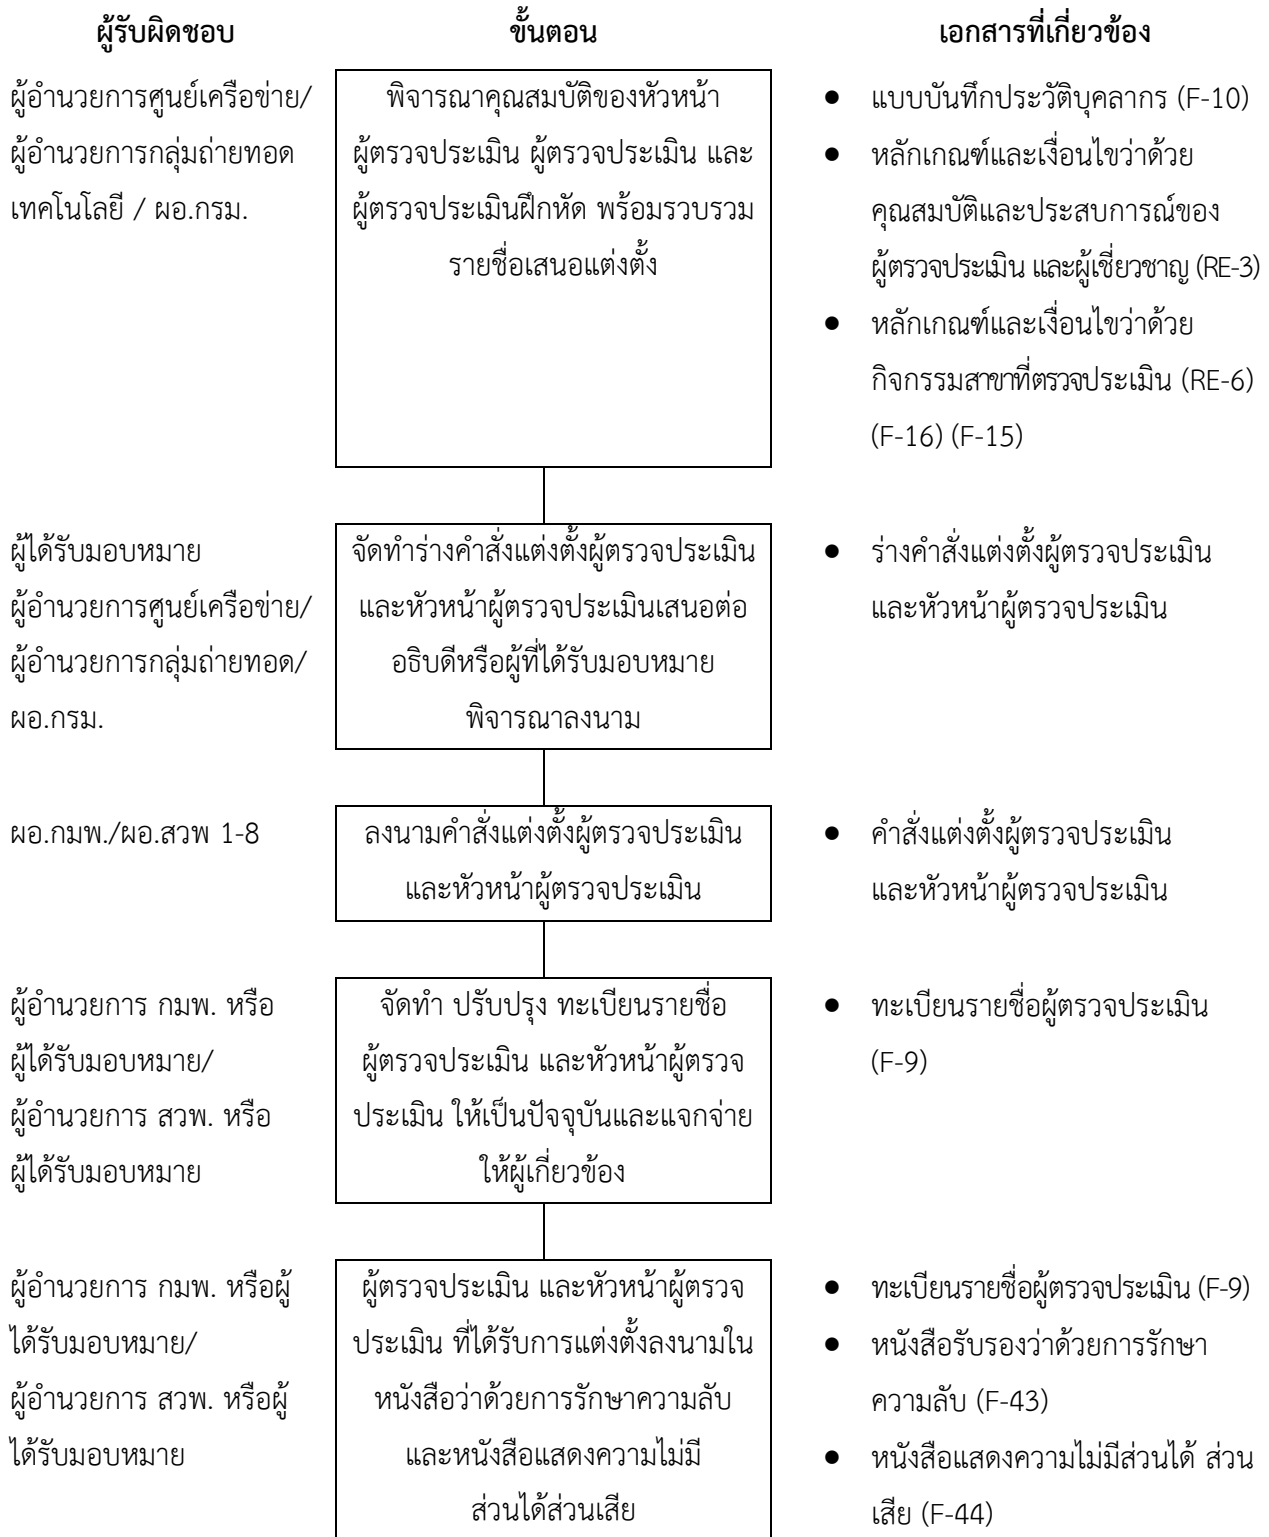 ผู้รับผิดชอบ
ขั้นตอน
เอกสารที่เกี่ยวข้อง
ผู้อำนวยการศูนย์เครือข่าย/
ผู้อำนวยการกลุ่มถ่ายทอด
เทคโนโลยี / ผอ.กรม.
พิจารณาคุณสมบัติของหัวหน้า
ผู้ตรวจประเมิน ผู้ตรวจประเมิน และ
ผู้ตรวจประเมินฝึกหัด พร้อมรวบรวม
รายชื่อเสนอแต่งตั้ง
● แบบบันทึกประวัติบุคลากร (F-10)
● หลักเกณฑ์และเงื่อนไขว่าด้วย
คุณสมบัติและประสบการณ์ของ
ผู้ตรวจประเมิน และผู้เชี่ยวชาญ (RE-3)
● หลักเกณฑ์และเงื่อนไขว่าด้วย
กิจกรรมสาขาที่ตรวจประเมิน (RE-6)
(F-16) (F-15)
ผู้ได้รับมอบหมาย
ผู้อำนวยการศูนย์เครือข่าย/
ผู้อำนวยการกลุ่มถ่ายทอด/
ผอ.กรม.
จัดทำร่างคำสั่งแต่งตั้งผู้ตรวจประเมิน
และหัวหน้าผู้ตรวจประเมินเสนอต่อ
อธิบดีหรือผู้ที่ได้รับมอบหมาย
พิจารณาลงนาม
● ร่างคำสั่งแต่งตั้งผู้ตรวจประเมิน
และหัวหน้าผู้ตรวจประเมิน
ผอ.กมพ./ผอ.สวพ 1-8
ลงนามคำสั่งแต่งตั้งผู้ตรวจประเมิน
และหัวหน้าผู้ตรวจประเมิน
● คำสั่งแต่งตั้งผู้ตรวจประเมิน
และหัวหน้าผู้ตรวจประเมิน
ผู้อำนวยการ กมพ. หรือ
ผู้ได้รับมอบหมาย/
ผู้อำนวยการ สวพ. หรือ
ผู้ได้รับมอบหมาย
จัดทำ ปรับปรุง ทะเบียนรายชื่อ
ผู้ตรวจประเมิน และหัวหน้าผู้ตรวจ
ประเมิน ให้เป็นปัจจุบันและแจกจ่าย
ให้ผู้เกี่ยวข้อง
● ทะเบียนรายชื่อผู้ตรวจประเมิน
(F-9)
ผู้อำนวยการ กมพ. หรือผู้
ได้รับมอบหมาย/
ผู้อำนวยการ สวพ. หรือผู้
ได้รับมอบหมาย
ผู้ตรวจประเมิน และหัวหน้าผู้ตรวจ
ประเมิน ที่ได้รับการแต่งตั้งลงนามใน
หนังสือว่าด้วยการรักษาความลับ
และหนังสือแสดงความไม่มี
ส่วนได้ส่วนเสีย
● ทะเบียนรายชื่อผู้ตรวจประเมิน (F-9)
● หนังสือรับรองว่าด้วยการรักษา
ความลับ (F-43)
● หนังสือแสดงความไม่มีส่วนได้ ส่วน
เสีย (F-44)